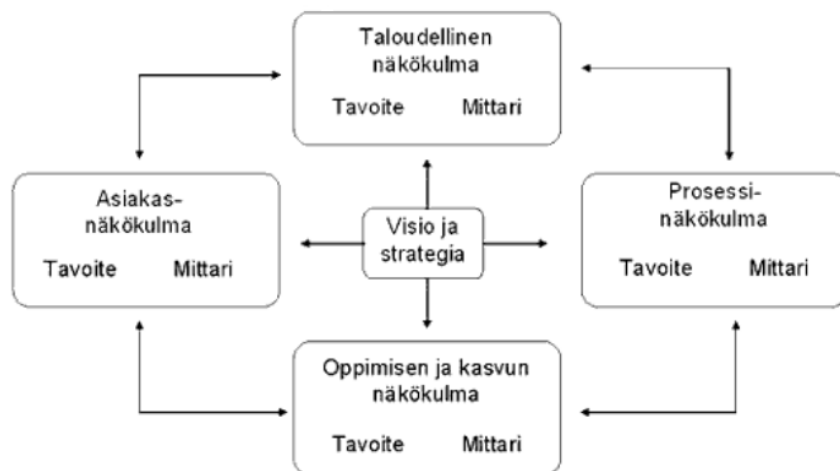 Taloudellinen
näkökulma
Tavoite Mittari
Asiakas-
näkökulma
Tavoite Mittari
Visio ja
strategia
Prosessi-
näkökulma
Tavoite Mittari
Oppimisen ja kasvun
näkökulma
Tavoite Mittari